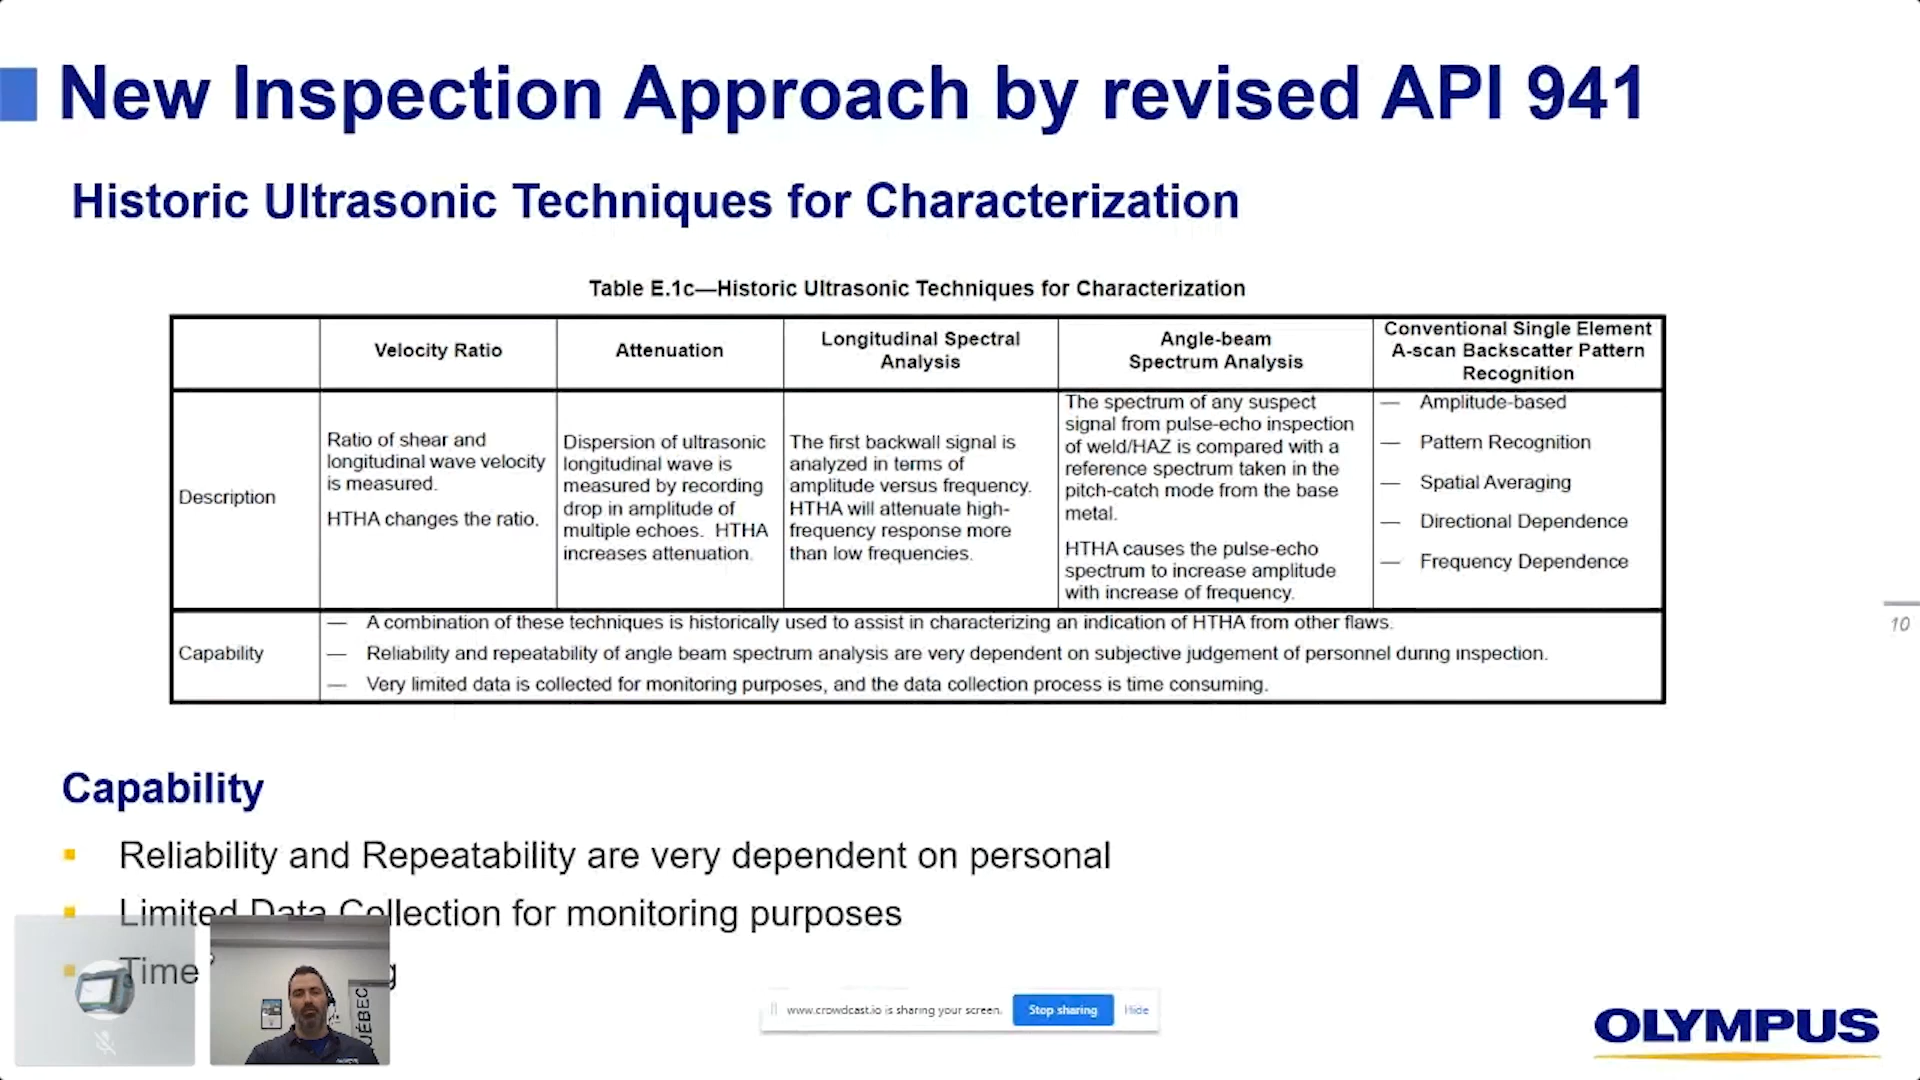 New Inspection Approach by revised API 941
Historic Ultrasonic Techniques for Characterization
Table E.1c—Historic Ultrasonic Techniques for Characterization
Velocity Ratio
Attenuation
Longitudinal Spectral
Analysis
Angle-beam
Spectrum Analysis
Conventional Single Element
A-scan Backscatter Pattern
Recognition
Description
Ratio of shear and
longitudinal wave velocity
is measured.
HTHA changes the ratio.
Dispersion of ultrasonic
longitudinal wave is
measured by recording
drop in amplitude of
multiple echoes. HTHA
increases attenuation.
The first backwall signal is
analyzed in terms of
amplitude versus frequency.
HTHA will attenuate high-
frequency response more
than low frequencies.
The spectrum of any suspect
signal from pulse-echo inspection
of weld/HAZ is compared with a
reference spectrum taken in the
pitch-catch mode from the base
metal.
HTHA causes the pulse-echo
spectrum to increase amplitude
with increase of frequency.
— Amplitude-based
— Pattern Recognition
— Spatial Averaging
— Directional Dependence
— Frequency Dependence
Capability
— A combination of these techniques is historically used to assist in characterizing an indication of HTHA from other flaws.
— Reliability and repeatability of angle beam spectrum analysis are very dependent on subjective judgement of personnel during inspection.
— Very limited data is collected for monitoring purposes, and the data collection process is time consuming.
10
Capability
▪ Reliability and Repeatability are very dependent on personal
▪ Limited Data Collection for monitoring purposes
▪ Time
UÉBEC
www.crowdcast.io is sharing your screen.
Stop sharing
Hide
OLYMPUS